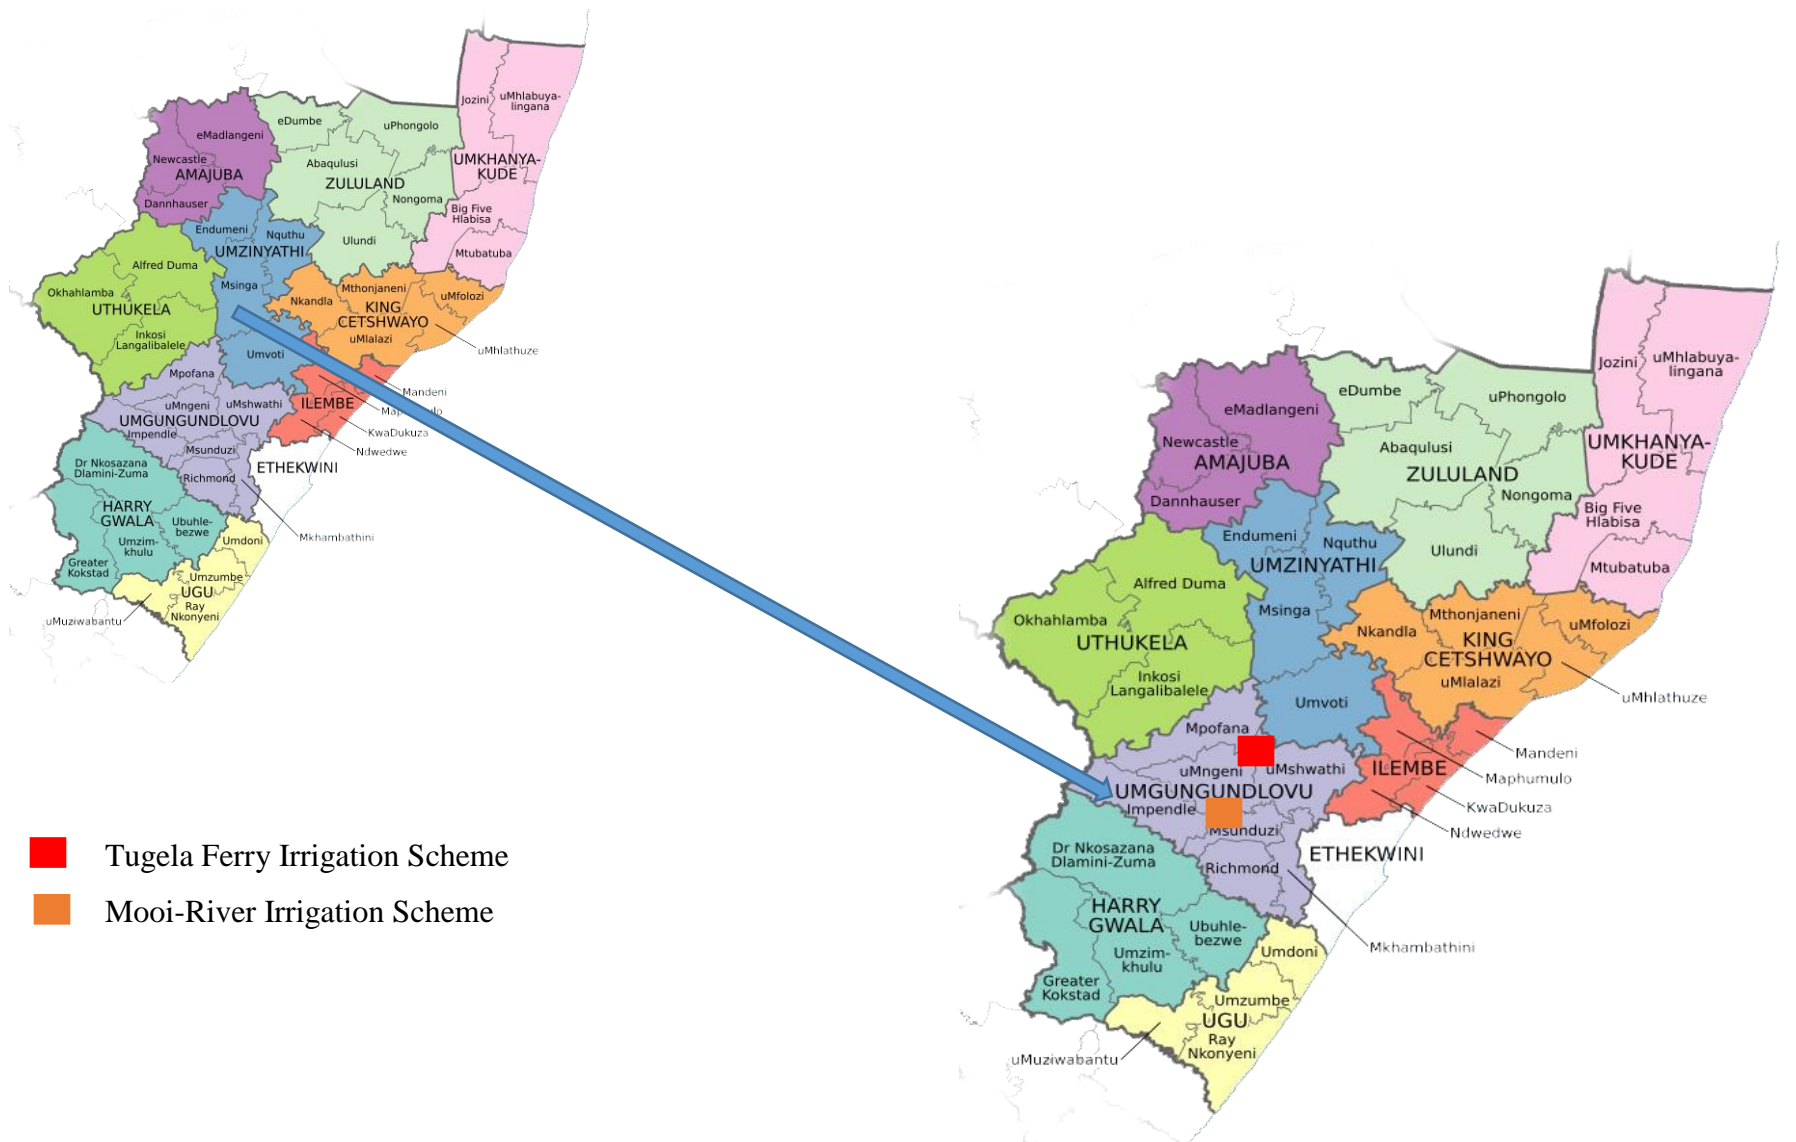 Jozini
uMhlabuya-
lingana
eDumbe
uPhongolo
eMadlangeni
Newcastle
AMAJUBA
Abaqulusi
ZULULAND
UMKHANYA-
KUDE
Dannhauser
Nongoma
Big Five
Hlabisa
Endumeni
Nquthu
UMZINYATHI
Ulundi
Mtubatuba
Alfred Duma
Okhahlamba
UTHUKELA
Msinga
Nkandla
Mthonjaneni
KING
CETSHWAYO
uMfolozi
uMlalazi
uMhlathuze
Inkosi
Langalibalele
Umvoti
Mpofana
Mandeni
uMngeni
uMshwathi
ILEMBE
Maphumulo
UMGUNGUNDLOVU
Impendle
KwaDukuza
Msunduzi
Ndwedwe
ETHEKWINI
Dr Nkosazana
Dlamini-Zuma
Richmond
HARRY
GWALA
Ubuhle-
bezwe
Umzim-
khulu
Umdoni
Mkhambathini
Greater
Kokstad
Umzumbe
UGU
Ray
Nkonyeni
uMuziwabantu
Jozini
uMhlabuya-
lingana
eDumbe
uPhongolo
eMadlangeni
Newcastle
AMAJUBA
Abaqulusi
ZULULAND
UMKHANYA-
KUDE
Dannhauser
Nongoma
Big Five
Hlabisa
Endumeni
Nquthu
UMZINYATHI
Ulundi
Mtubatuba
Alfred Duma
Okhahlamba
UTHUKELA
Msinga
Nkandla
Mthonjaneni
KING
CETSHWAYO
uMfolozi
uMlalazi
uMhlathuze
Inkosi
Langalibalele
Umvoti
Mpofana
Mandeni
uMngeni
uMshwathi
ILEMBE
Maphumulo
UMGUNGUNDLOVU
Impendle
KwaDukuza
Msunduzi
Ndwedwe
ETHEKWINI
Dr Nkosazana
Dlamini-Zuma
Richmond
HARRY
GWALA
Ubuhle-
bezwe
Umzim-
khulu
Umdoni
Mkhambathini
Greater
Kokstad
Umzumbe
UGU
Ray
Nkonyeni
uMuziwabantu
Tugela Ferry Irrigation Scheme
Mooi-River Irrigation Scheme